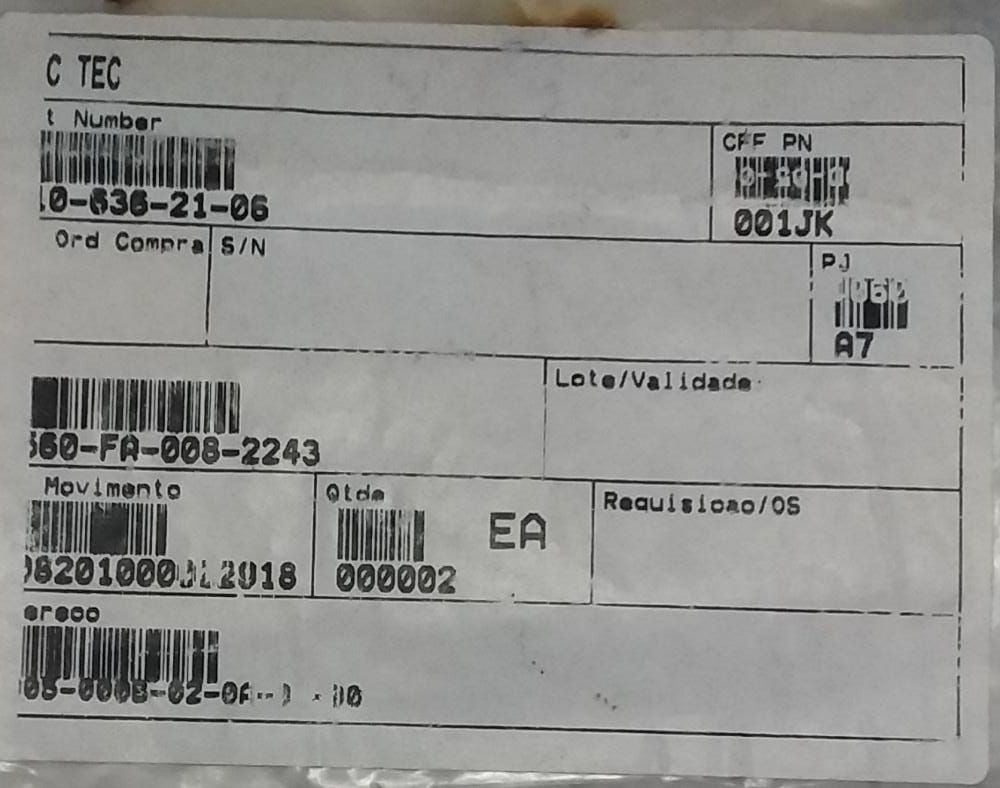 C TEC
t Number
CFF PN
0-636-21-06
001JK
Ord Compra S/N
PJ
A7
Lote/Validade
560-FA-008-2243
Movimento
Qtde
EA
Requisicao/OS
000002
ereco